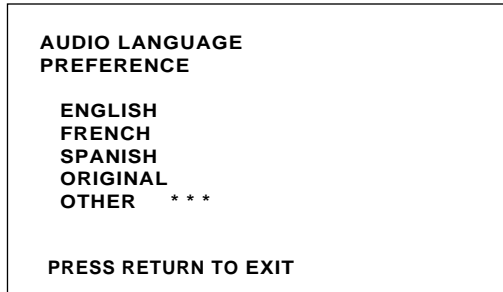 AUDIO LANGUAGE
PREFERENCE
ENGLISH
FRENCH
SPANISH
ORIGINAL
OTHER * * *
PRESS RETURN TO EXIT